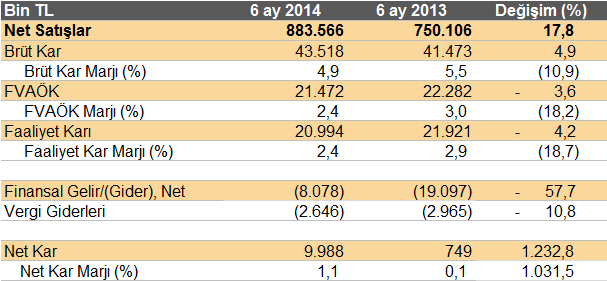 Bin TL 6 ay 2014 6 ay 2013 Değişim (%)
Net Satışlar 883.566 750.106 17,8
Brüt Kar 43.518 41.473 4,9
Brüt Kar Marjı (%) 4,9 5,5 (10,9)
FVAÖK 21.472 22.282 - 3,6
FVAÖK Marjı (%) 2,4 3,0 (18,2)
Faaliyet Karı 20.994 21.921 - 4,2
Faaliyet Kar Marjı (%) 2,4 2,9 (18,7)
Finansal Gelir/(Gider), Net (8.078) (19.097) - 57,7
Vergi Giderleri (2.646) (2.965) - 10,8
Net Kar 9.988 749 1.232,8
Net Kar Marjı (%) 1,1 0,1 1.031,5